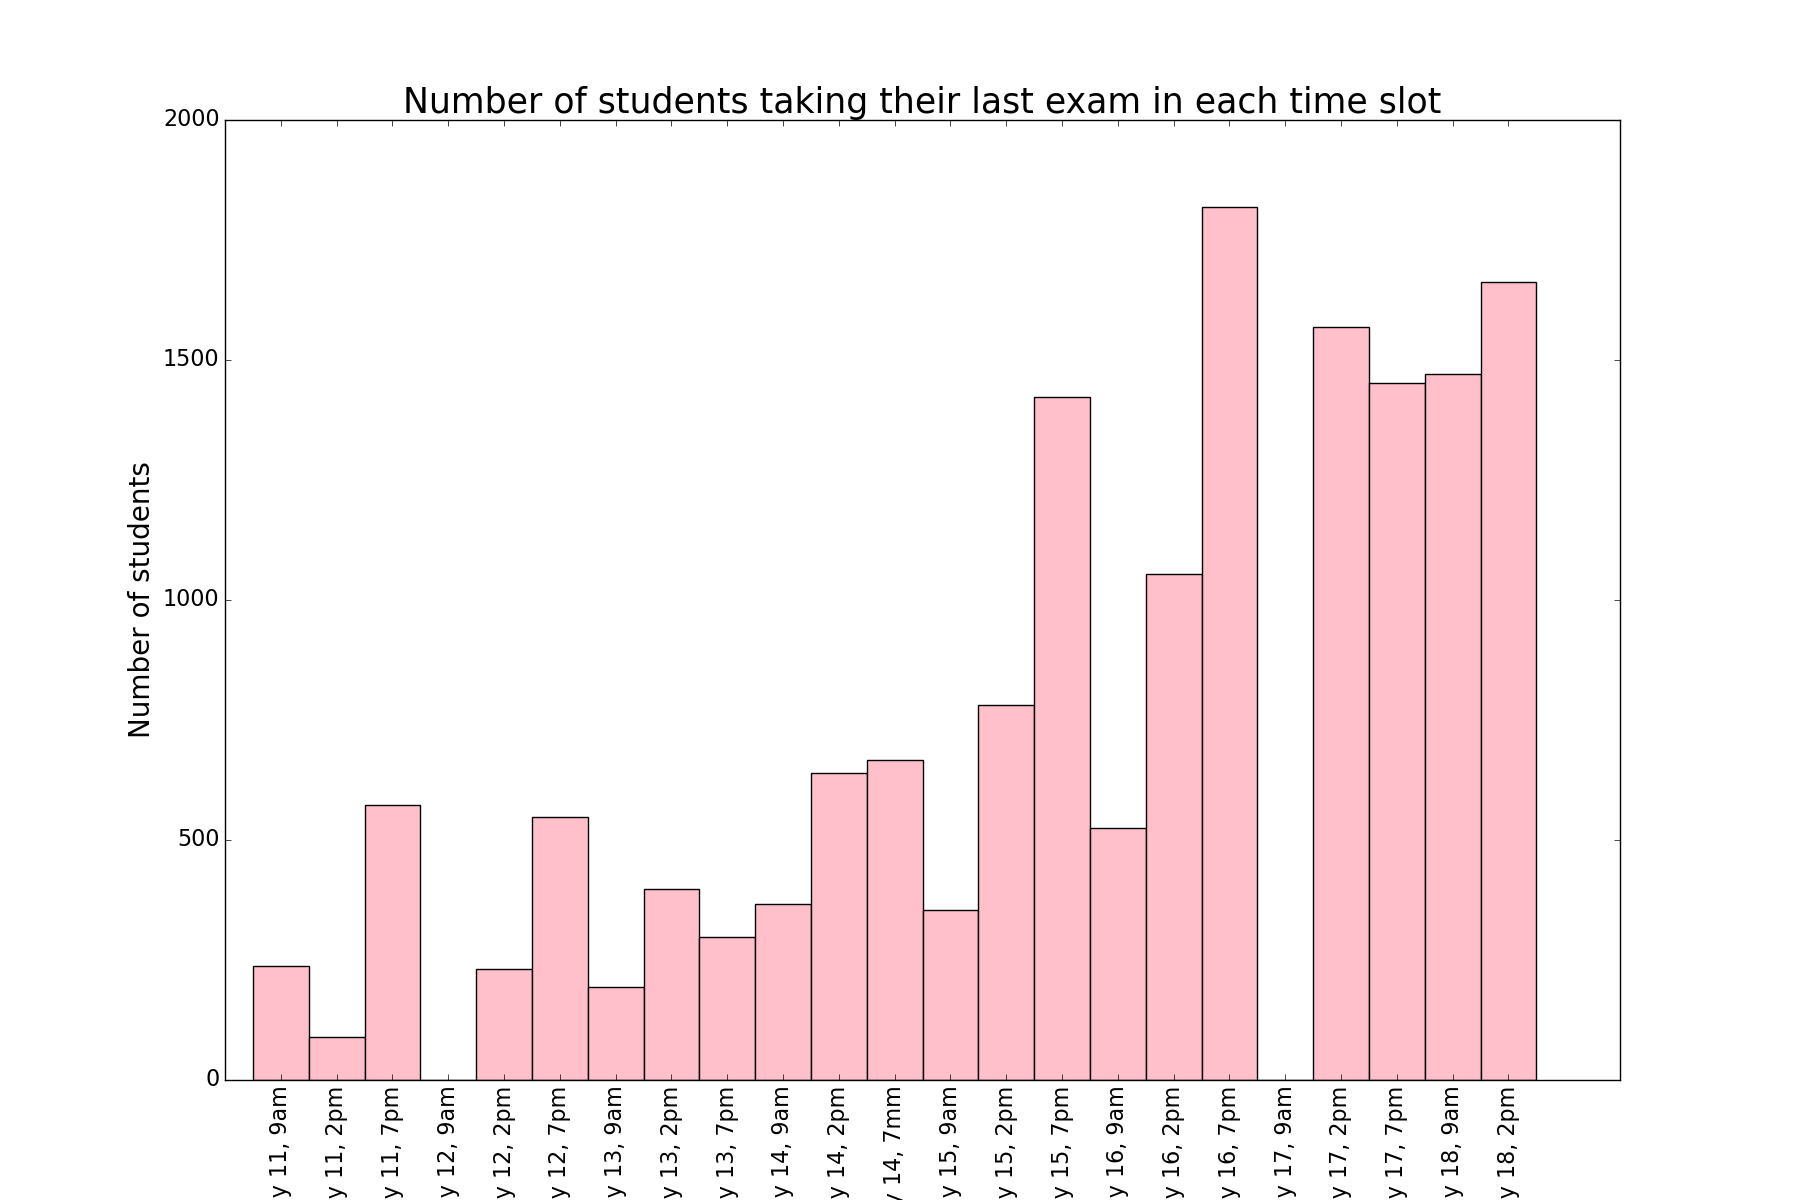 Number of students taking their last exam in each time slot
Number of students
2000
1500
1000
500
0
y 11, 9am
y 11, 2pm
y 11, 7pm
y 12, 9am
y 12, 2pm
y 12, 7pm
y 13, 9am
y 13, 2pm
y 13, 7pm
y 14, 9am
y 14, 2pm
y 14, 7mm
y 15, 9am
y 15, 2pm
y 15, 7pm
y 16, 9am
y 16, 2pm
y 16, 7pm
y 17, 9am
y 17, 2pm
y 17, 7pm
y 18, 9am
y 18, 2pm